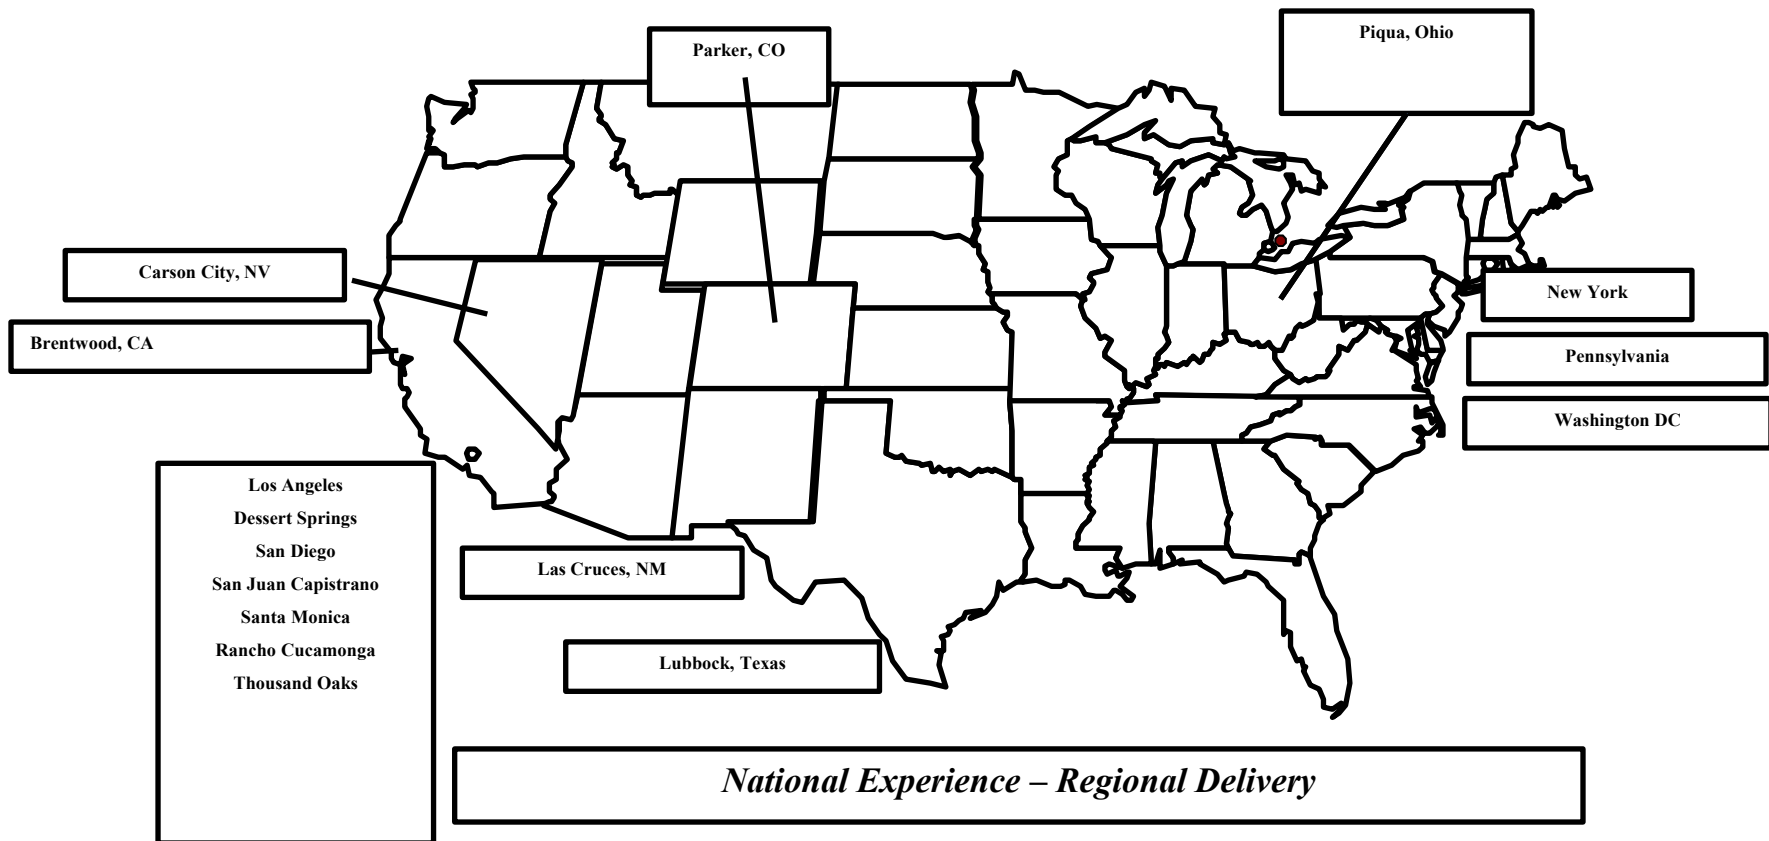 Parker, CO
Piqua, Ohio
Carson City, NV
Brentwood, CA
New York
Pennsylvania
Washington DC
Los Angeles
Dessert Springs
San Diego
San Juan Capistrano
Santa Monica
Rancho Cucamonga
Thousand Oaks
Las Cruces, NM
Lubbock, Texas
National Experience – Regional Delivery